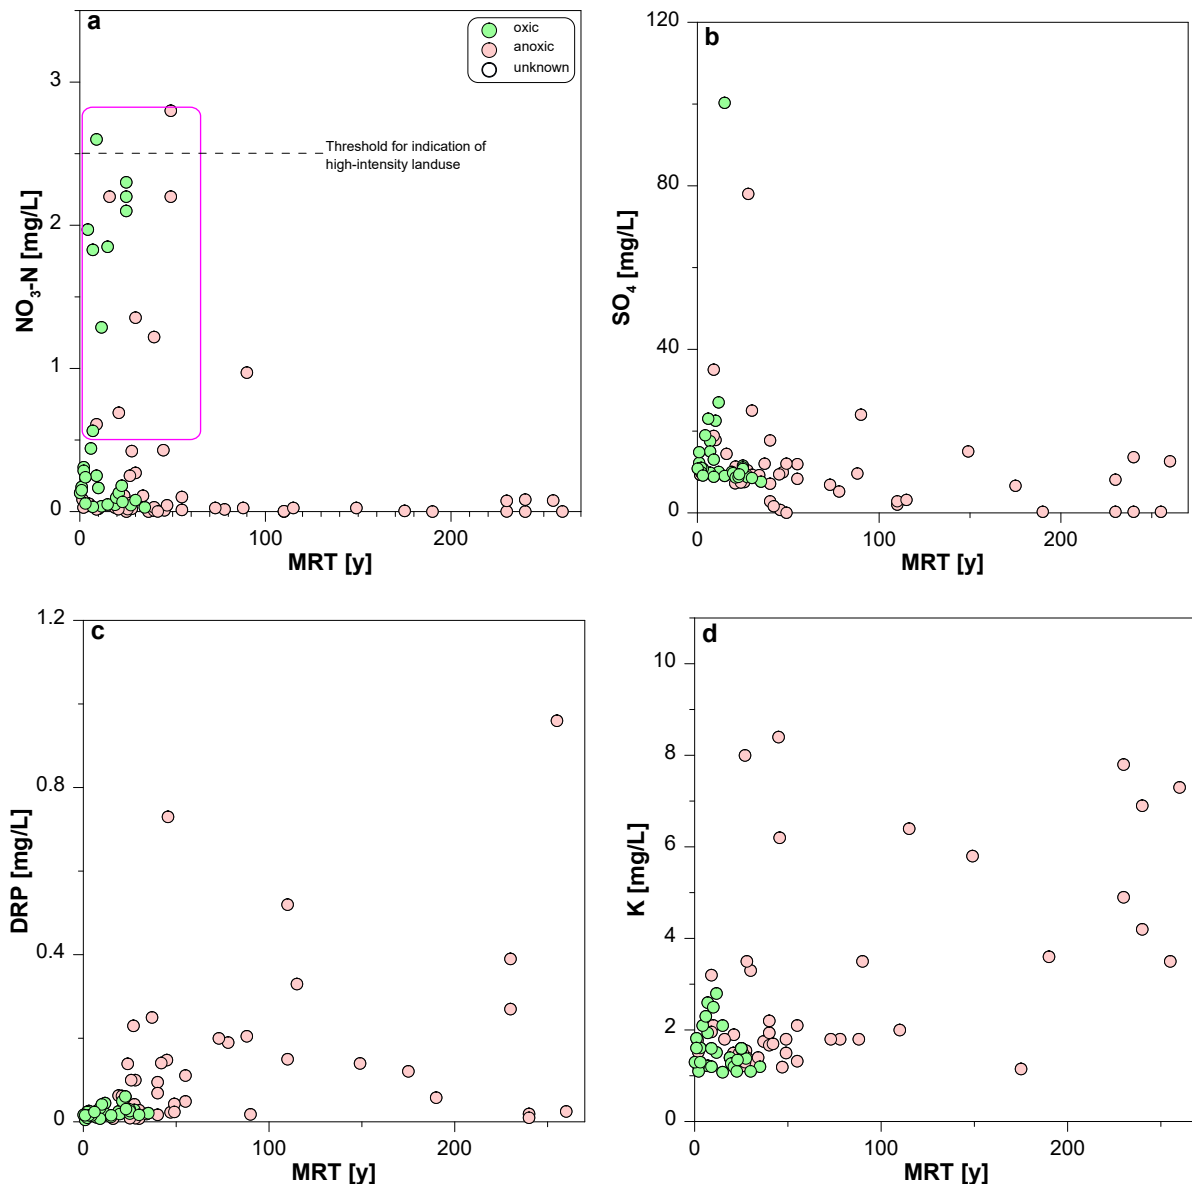 a
oxic
anoxic
unknown
Threshold for indication of
high-intensity landuse
3
2
1
0
NO3-N [mg/L]
0 100 200
MRT [y]
b
120
80
40
0
SO4 [mg/L]
0 100 200
MRT [y]
c
1.2
0.8
0.4
0
DRP [mg/L]
0 100 200
MRT [y]
d
10
8
6
4
2
0
K [mg/L]
0 100 200
MRT [y]